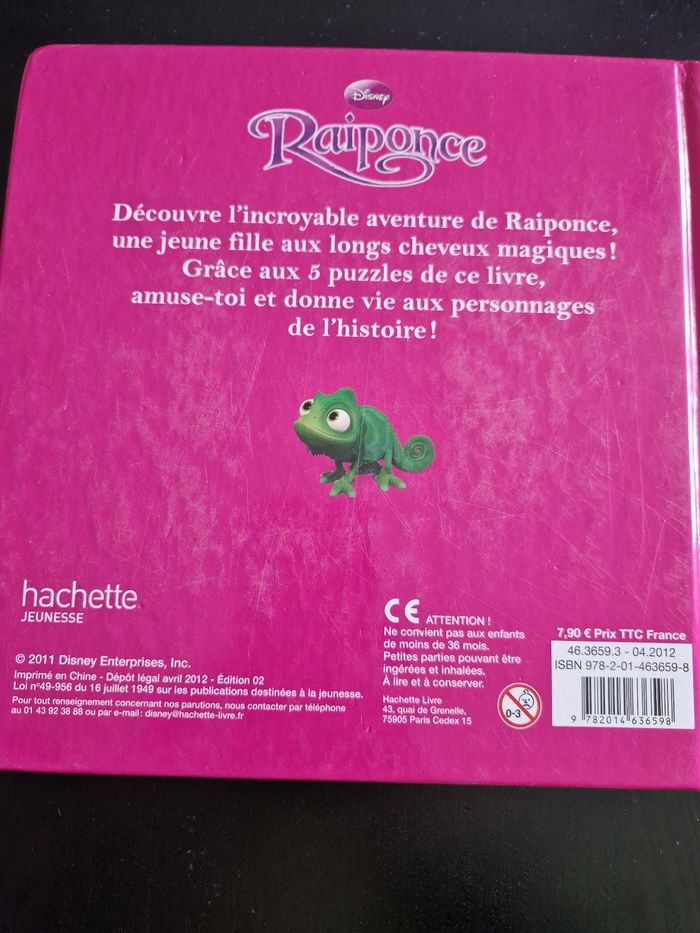 Disney
Raiponce
Découvre l'incroyable aventure de Raiponce,
une jeune fille aux longs cheveux magiques !
Grâce aux 5 puzzles de ce livre,
amuse-toi et donne vie aux personnages
de l'histoire !
hachette
JEUNESSE
© 2011 Disney Enterprises, Inc.
Imprimé en Chine - Dépôt légal avril 2012 - Édition 02
Loi n°49-956 du 16 juillet 1949 sur les publications destinées à la jeunesse.
Pour tout renseignement concernant nos parutions, nous contacter par téléphone
au 01 43 92 38 88 ou par e-mail : disney@hachette-livre.fr
CE ATTENTION !
Ne convient pas aux enfants
de moins de 36 mois.
Petites parties pouvant être
ingérées et inhalées.
À lire et à conserver.
Hachette Livre
43, quai de Grenelle,
75905 Paris Cedex 15
0-3
7,90 € Prix TTC France
46.3659.3 - 04.2012
ISBN 978-2-01-463659-8
9 782014 636598